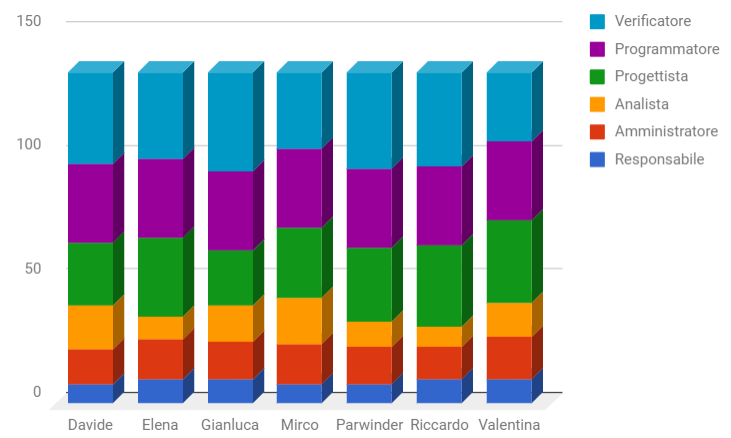 150
100
50
0
Davide Elena Gianluca Mirco Parwinder Riccardo Valentina
Verificatore
Programmatore
Progettista
Analista
Amministratore
Responsabile